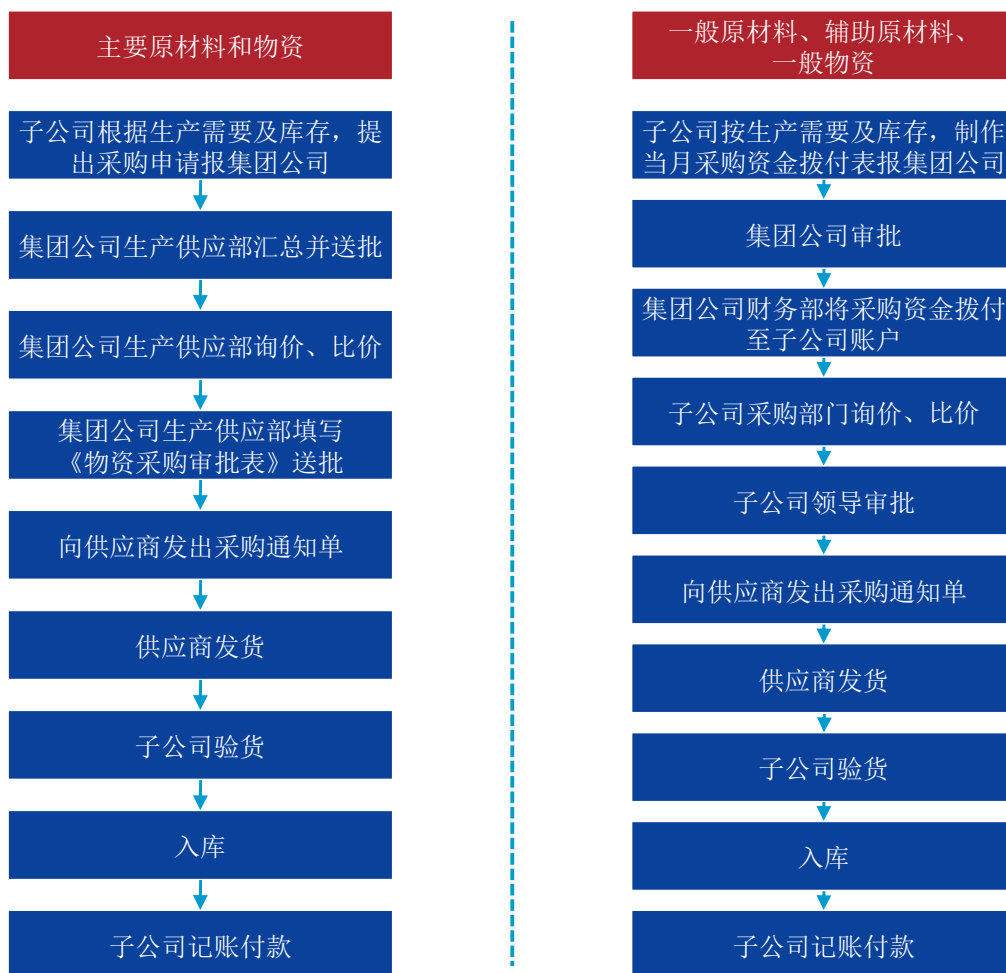 主要原材料和物资
子公司根据生产需要及库存，提
出采购申请报集团公司
集团公司生产供应部汇总并送批
集团公司生产供应部询价、比价
集团公司生产供应部填写
《物资采购审批表》送批
向供应商发出采购通知单
供应商发货
子公司验货
入库
子公司记账付款
一般原材料、辅助原材料、
一般物资
子公司按生产需要及库存，制作
当月采购资金拨付表报集团公司
集团公司审批
集团公司财务部将采购资金拨付
至子公司账户
子公司采购部门询价、比价
子公司领导审批
向供应商发出采购通知单
供应商发货
子公司验货
入库
子公司记账付款